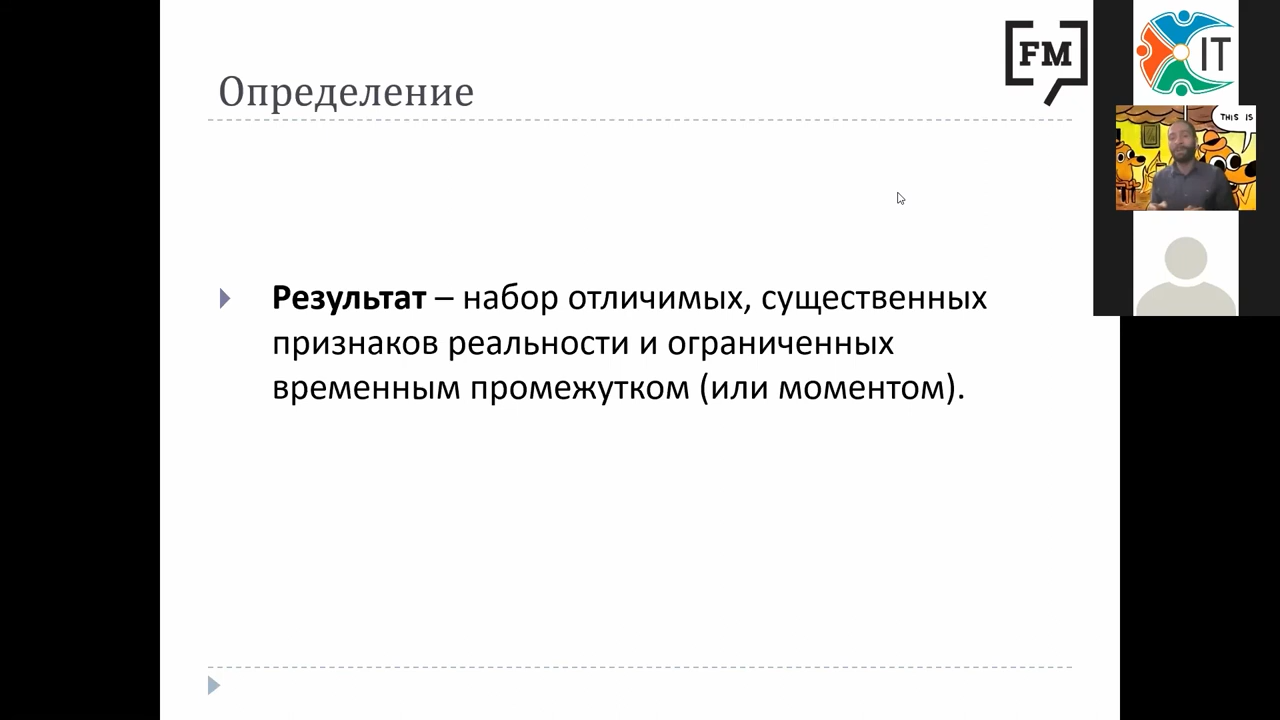 Определение
FM
IT
THIS IS
Результат – набор отличимых, существенных
признаков реальности и ограниченных
временным промежутком (или моментом).